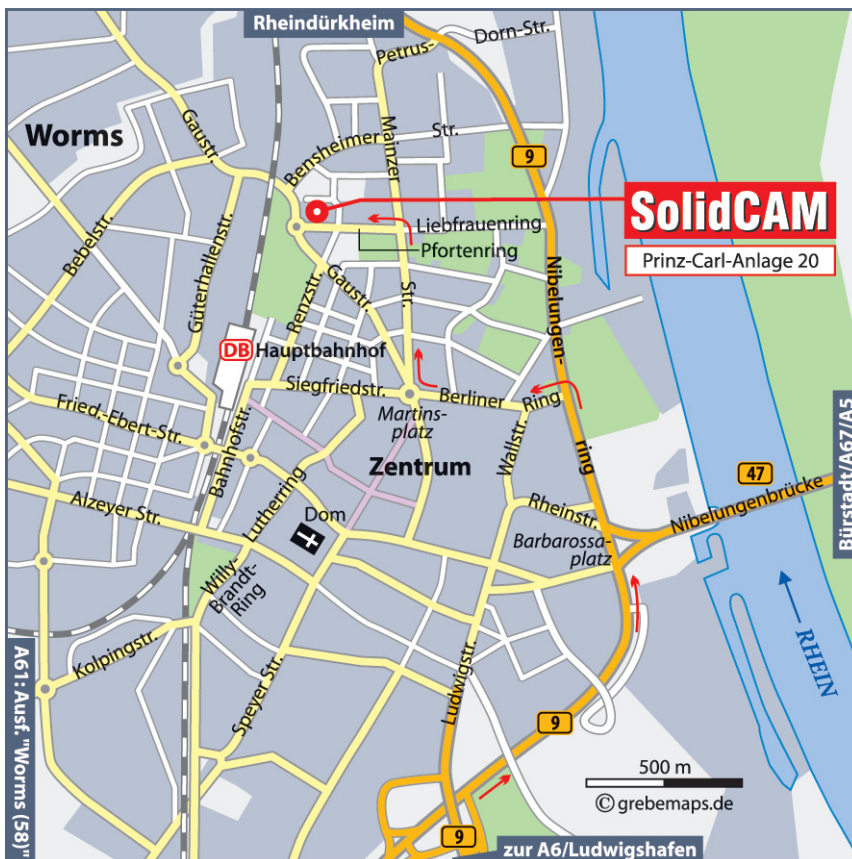 Rheindürkheim
Petrus-
Dorn-Str.
Worms
Gaustr.
Bensheimer
Str.
Mainzer
9
SolidCAM
Prinz-Carl-Anlage 20
Liebfrauenring
Pfortenring
Bebelstr.
Güterhallenstr.
Renzstr.
Gaustr.
Str.
Nibelungen-
ring
DB Hauptbahnhof
Siegfriedstr.
Berliner
Ring
Martins-
platz
Fried.-Ebert-Str.
Bahnhofstr.
Zentrum
Wallstr.
Bürstadt/A67/A5
47
Nibelungenbrücke
Alzeyer Str.
Lutherring
Dom
Rheinstr.
Barbarossa-
platz
Willy-
Brandt-
Ring
Kolpingstr.
Speyer Str.
Ludwigstr.
RHEIN
A61: Ausf. "Worms (58)"
9
500 m
© grebemaps.de
9
zur A6/Ludwigshafen